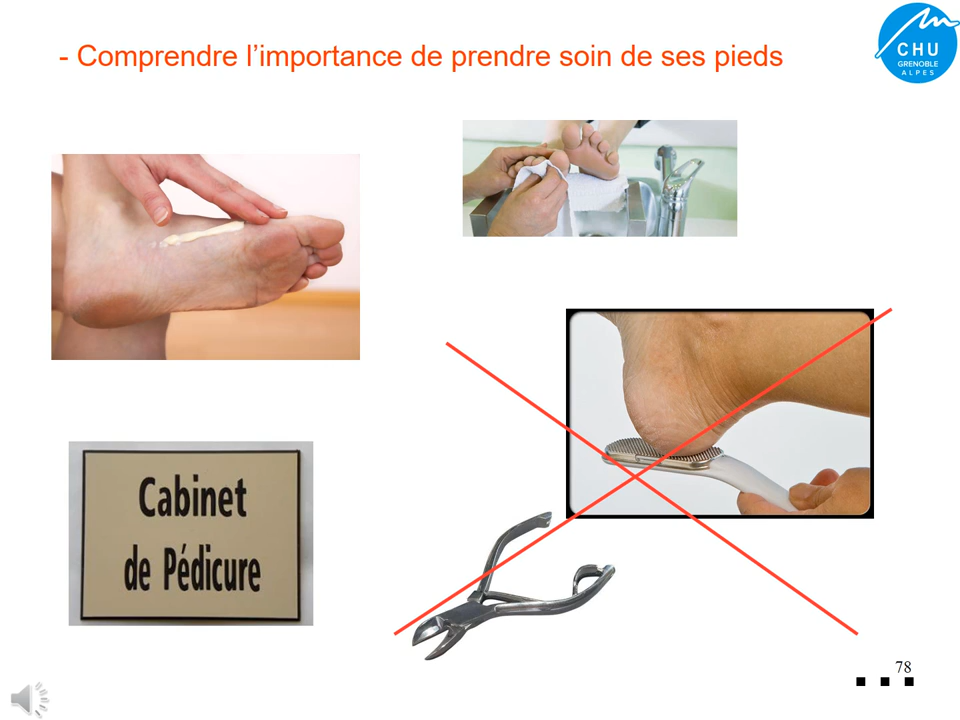 - Comprendre l’importance de prendre soin de ses pieds
CHU
GRENOBLE
ALPES
Cabinet
de Pédicure
78